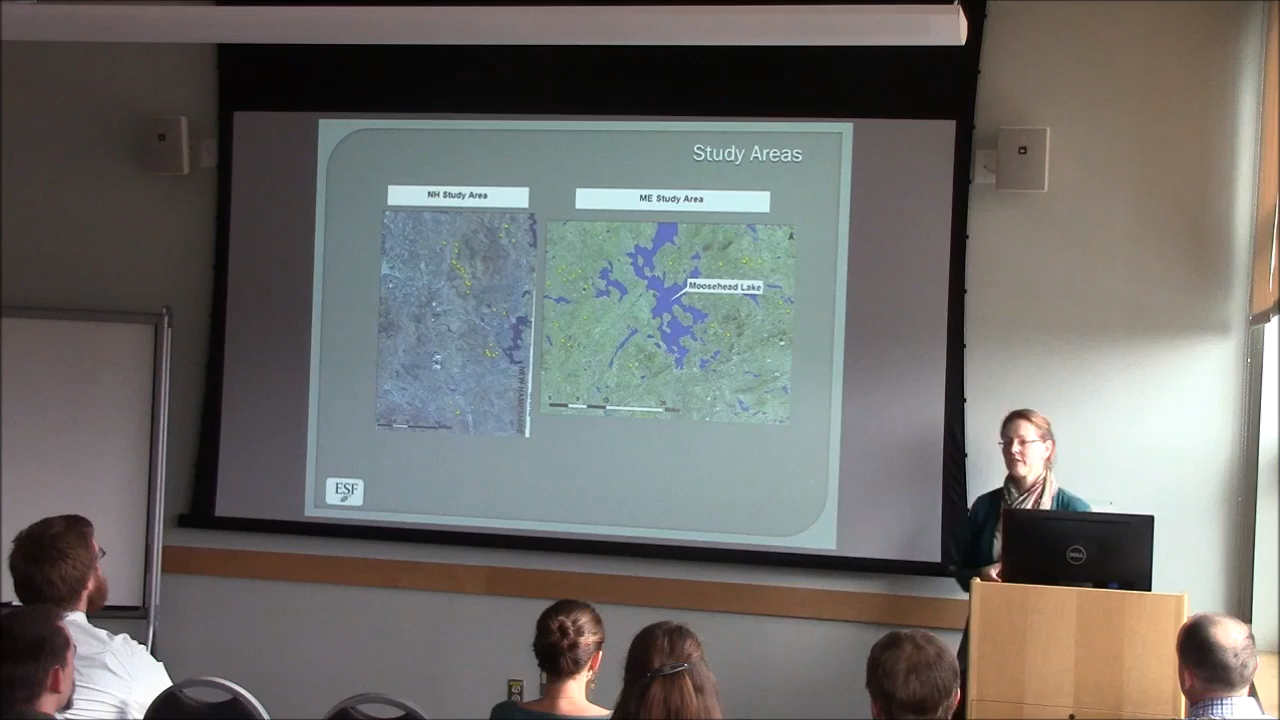 Study Areas
NH Study Area
ME Study Area
Moosehead Lake
ESF
DELL